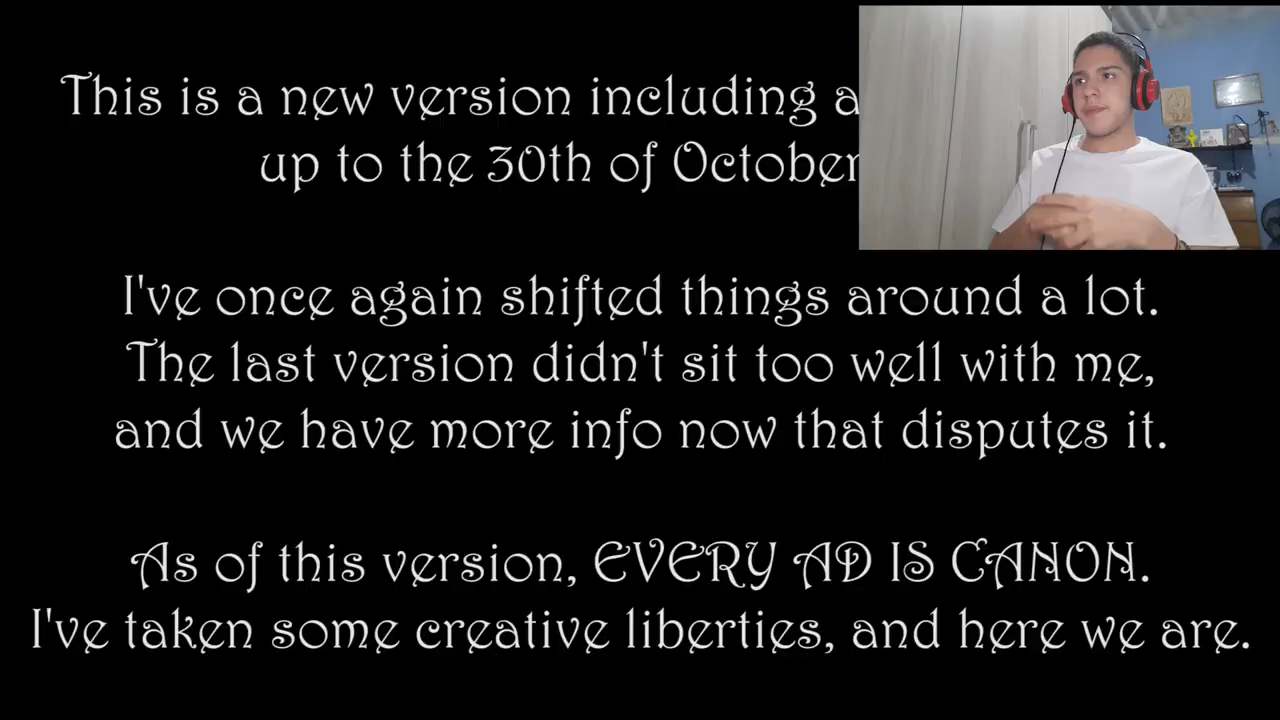 This is a new version including a
up to the 30th of October
I've once again shifted things around a lot.
The last version didn't sit too well with me,
and we have more info now that disputes it.
As of this version, EVERY AD IS CANON.
I've taken some creative liberties, and here we are.